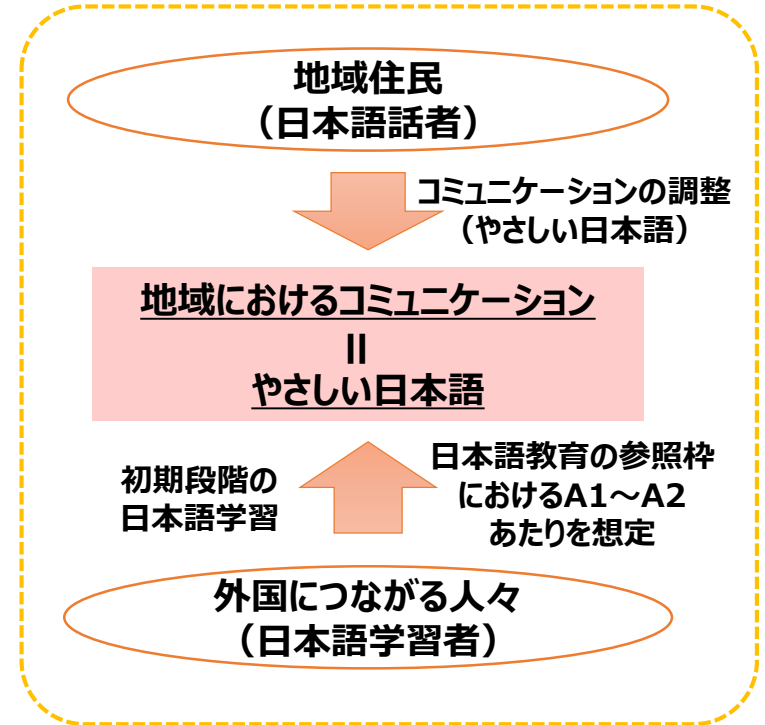 地域住民
（日本語話者）
コミュニケーションの調整
（やさしい日本語）
地域におけるコミュニケーション
＝
やさしい日本語
初期段階の
日本語学習
日本語教育の参照枠
におけるA1～A2
あたりを想定
外国につながる人々
（日本語学習者）